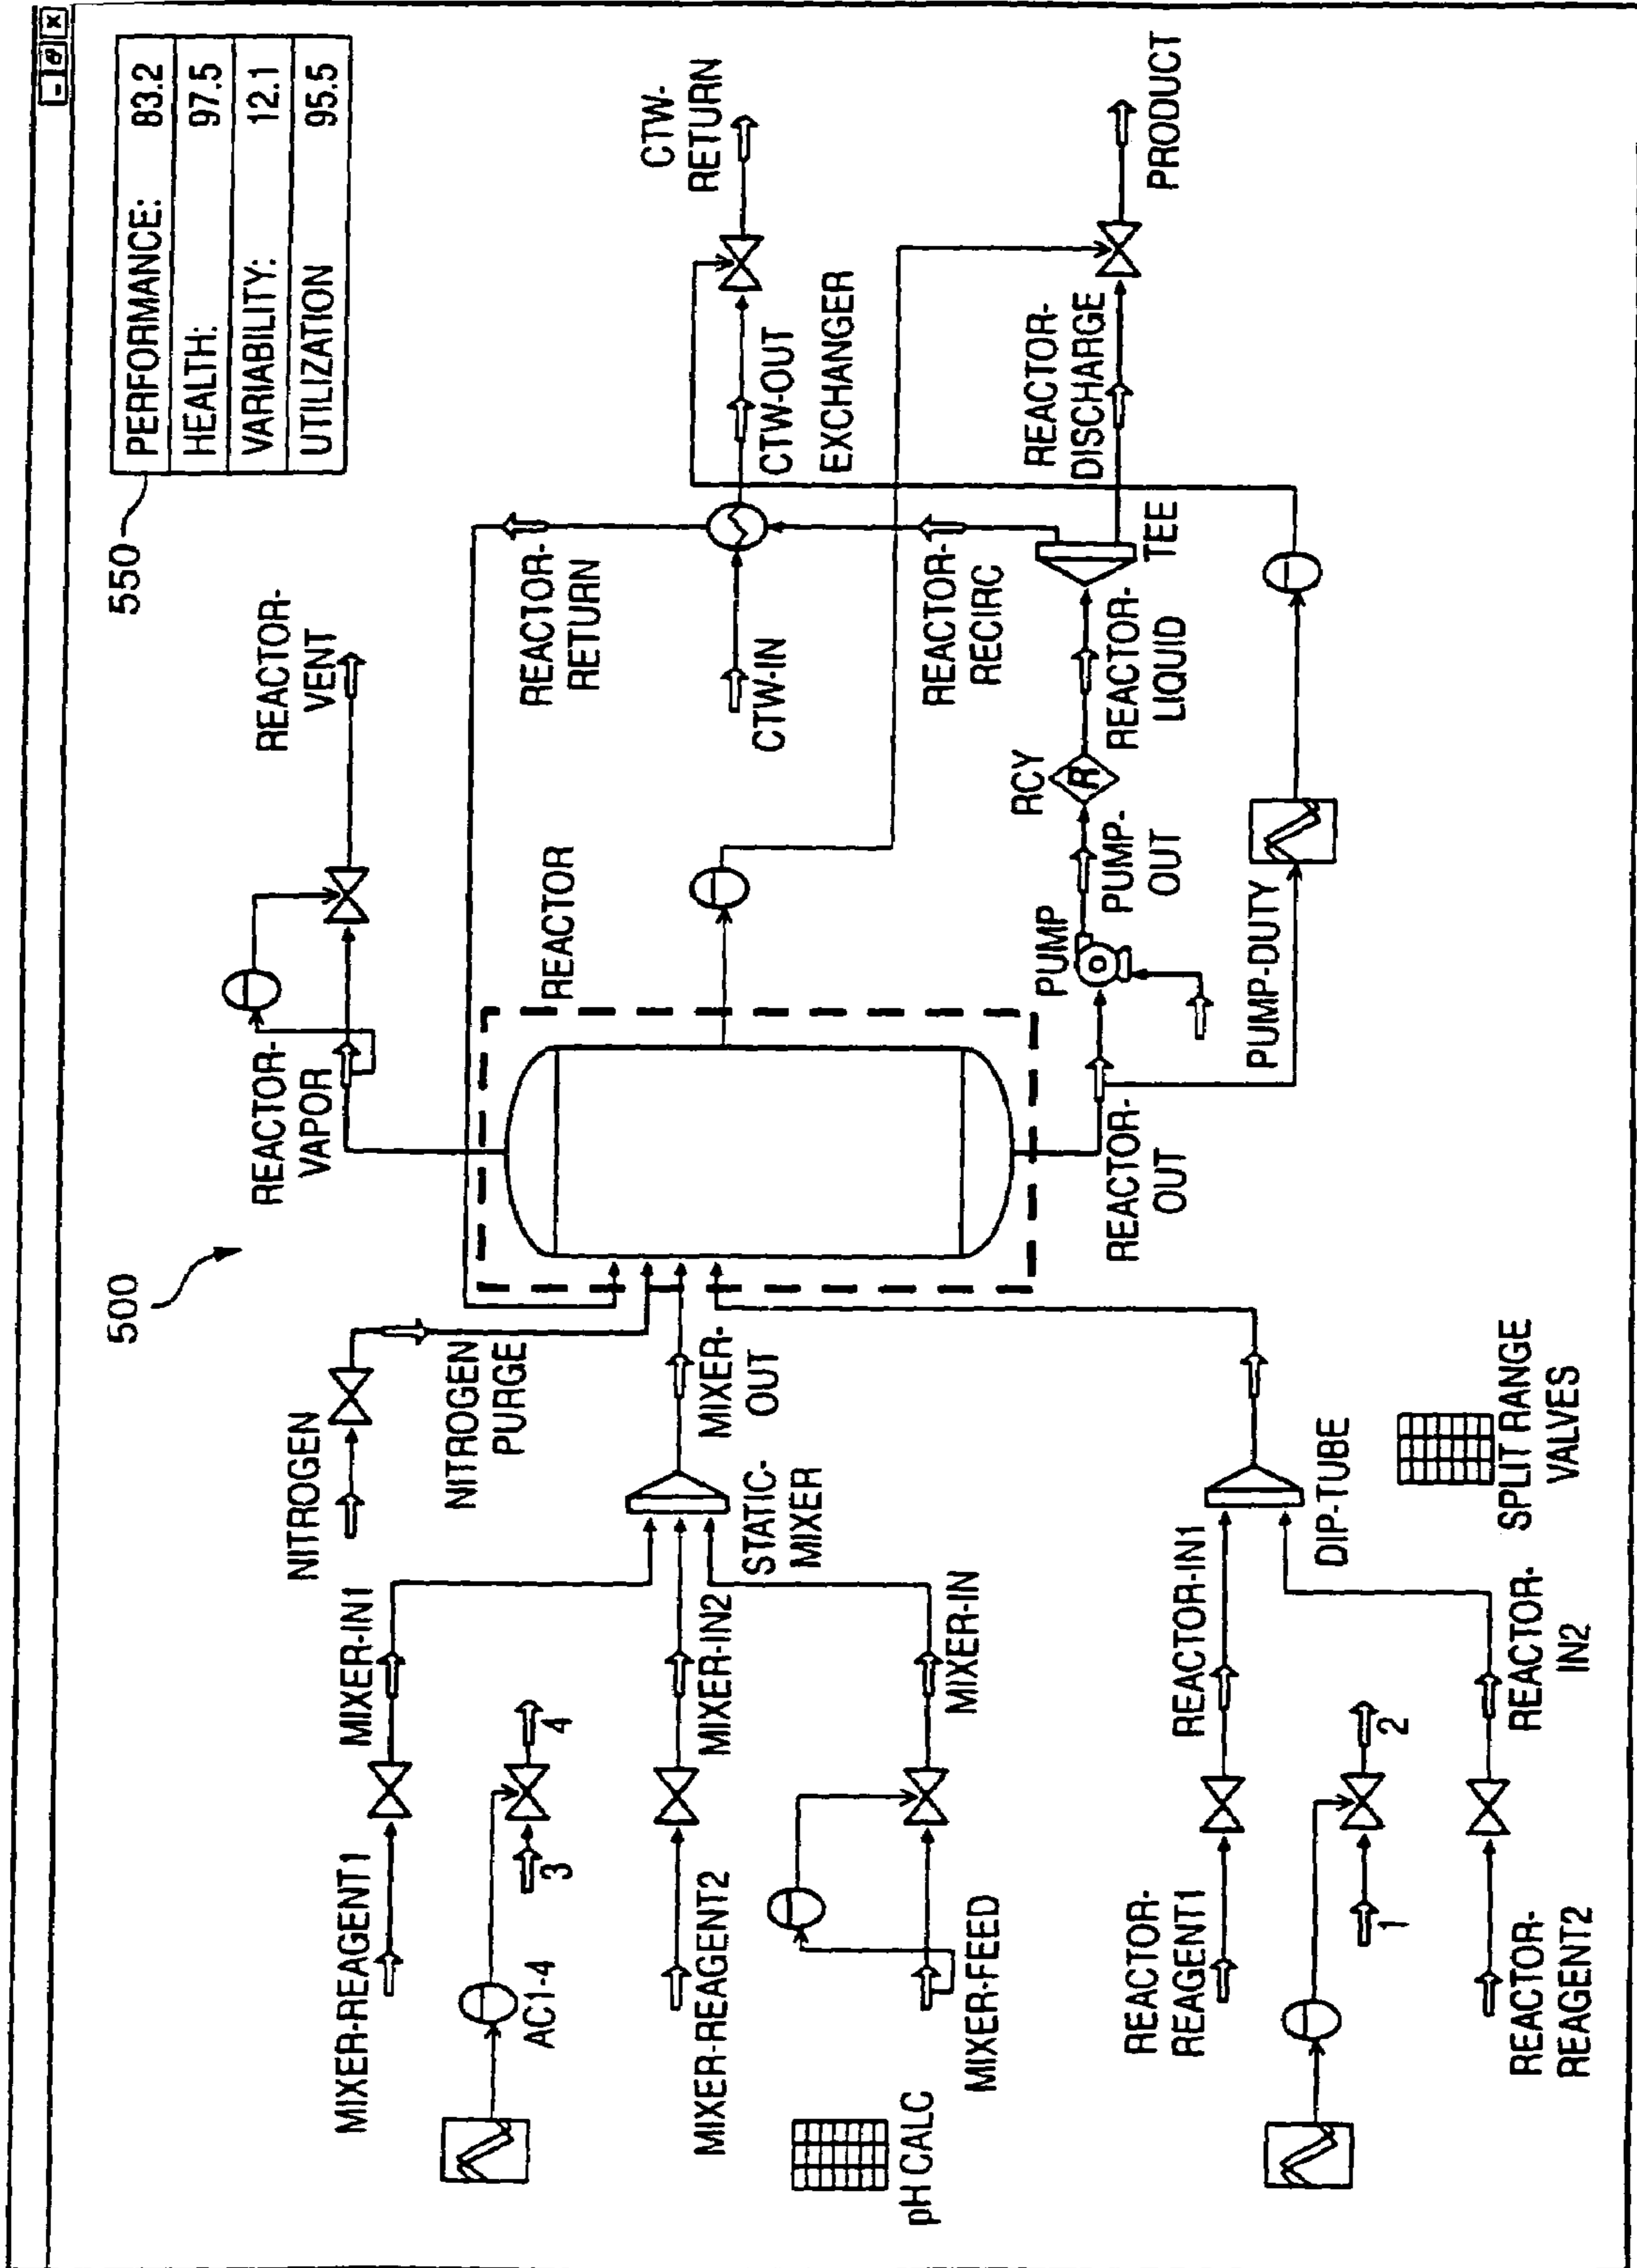 500
550
PERFORMANCE: 83.2
HEALTH: 97.5
VARIABILITY: 12.1
UTILIZATION 95.5
NITROGEN
NITROGEN
PURGE
REACTOR-
VAPOR
REACTOR-
VENT
MIXER-REAGENT1
MIXER-IN1
AC1-4
3
4
MIXER-REAGENT2
MIXER-IN2
STATIC-
MIXER
MIXER-
OUT
REACTOR
REACTOR-
RETURN
CTW-IN
CTW-OUT
CTW-
RETURN
EXCHANGER
pH CALC
MIXER-FEED
MIXER-IN
REACTOR-
RECIRC
REACTOR-
DISCHARGE
PRODUCT
PUMP
PUMP-
OUT
RCY
R
REACTOR-
LIQUID
TEE
REACTOR-
OUT
PUMP-DUTY
REACTOR-
REAGENT1
REACTOR-IN1
DIP-TUBE
1
2
REACTOR-
REAGENT2
REACTOR-
IN2
SPLIT RANGE
VALVES